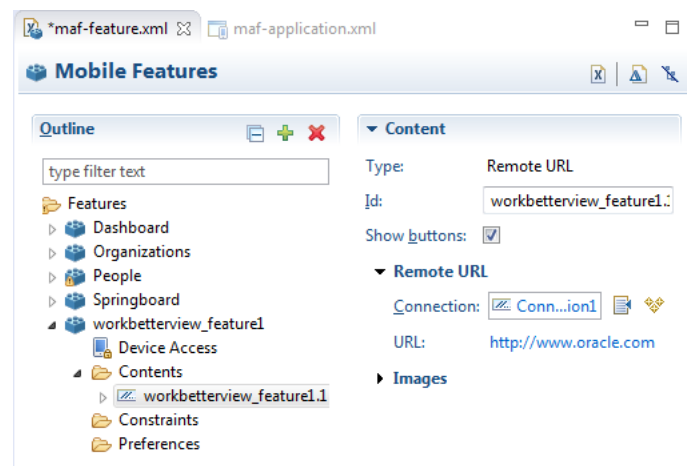 *maf-feature.xml maf-application.xml
Mobile Features
Outline
type filter text
Features
Dashboard
Organizations
People
Springboard
workbetterview_feature1
Device Access
Contents
workbetterview_feature1.1
Constraints
Preferences
Content
Type: Remote URL
Id: workbetterview_feature1.
Show buttons:
Remote URL
Connection: Conn...ion1
URL: http://www.oracle.com
Images